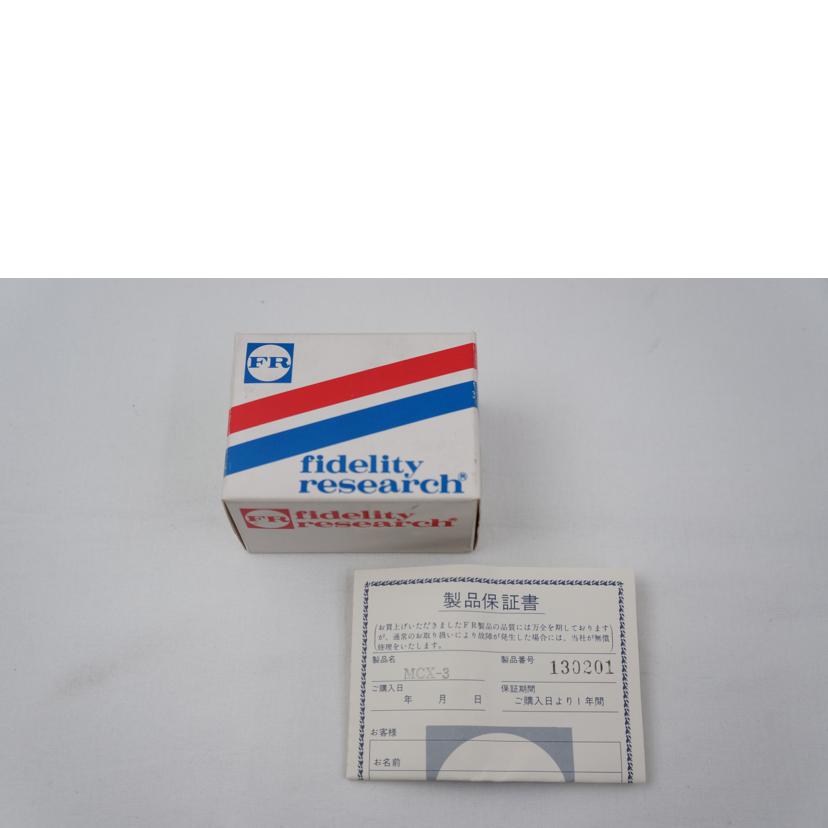 FR
fidelity
research®
FR fidelity
research®
製品保証書
お買上げいただきましたFR製品の品質には万全を期しております
が、通常のお取り扱いにより故障が発生した場合には、当社が無償
修理をいたします。
製品名 MCX-3 製品番号 130201
ご購入日 保証期間
年 月 日 ご購入日より1年間
お客様
お名前